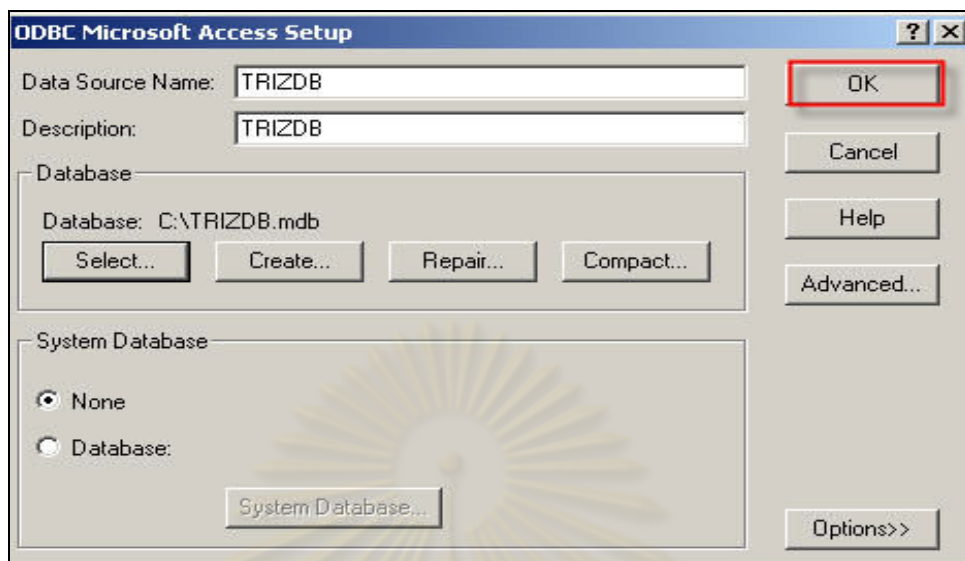 ODBC Microsoft Access Setup
Data Source Name: TRIZDB
OK
Description: TRIZDB
Cancel
Database
Database: C:\TRIZDB.mdb
Help
Select... Create... Repair... Compact...
Advanced...
System Database
None
Database:
System Database...
Options>>